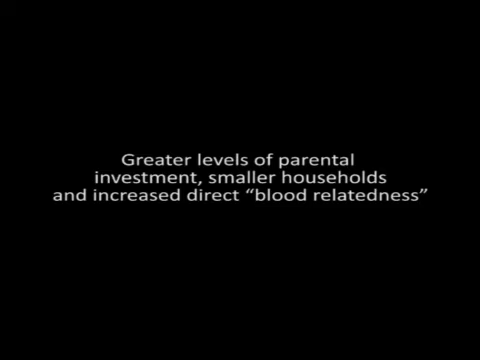 Greater levels of parental
investment, smaller households
and increased direct “blood relatedness”